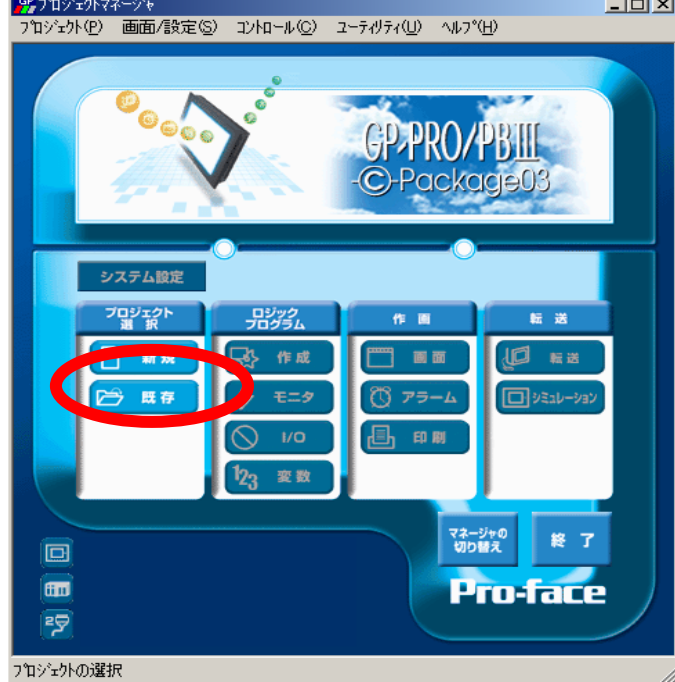 プロジェクトマネージャ
プロジェクト(P) 画面/設定(S) コントロール(C) ユーティリティ(U) ヘルプ(H)
GP-PRO/PBⅢ
-©-Package03
システム設定
プロジェクト
選択
ロジック
プログラム
作画
転送
新規
作成
画面
転送
既存
モニタ
アラーム
シミュレーション
I/O
印刷
123 変数
マネージャの
切り替え
終了
Pro-face
プロジェクトの選択